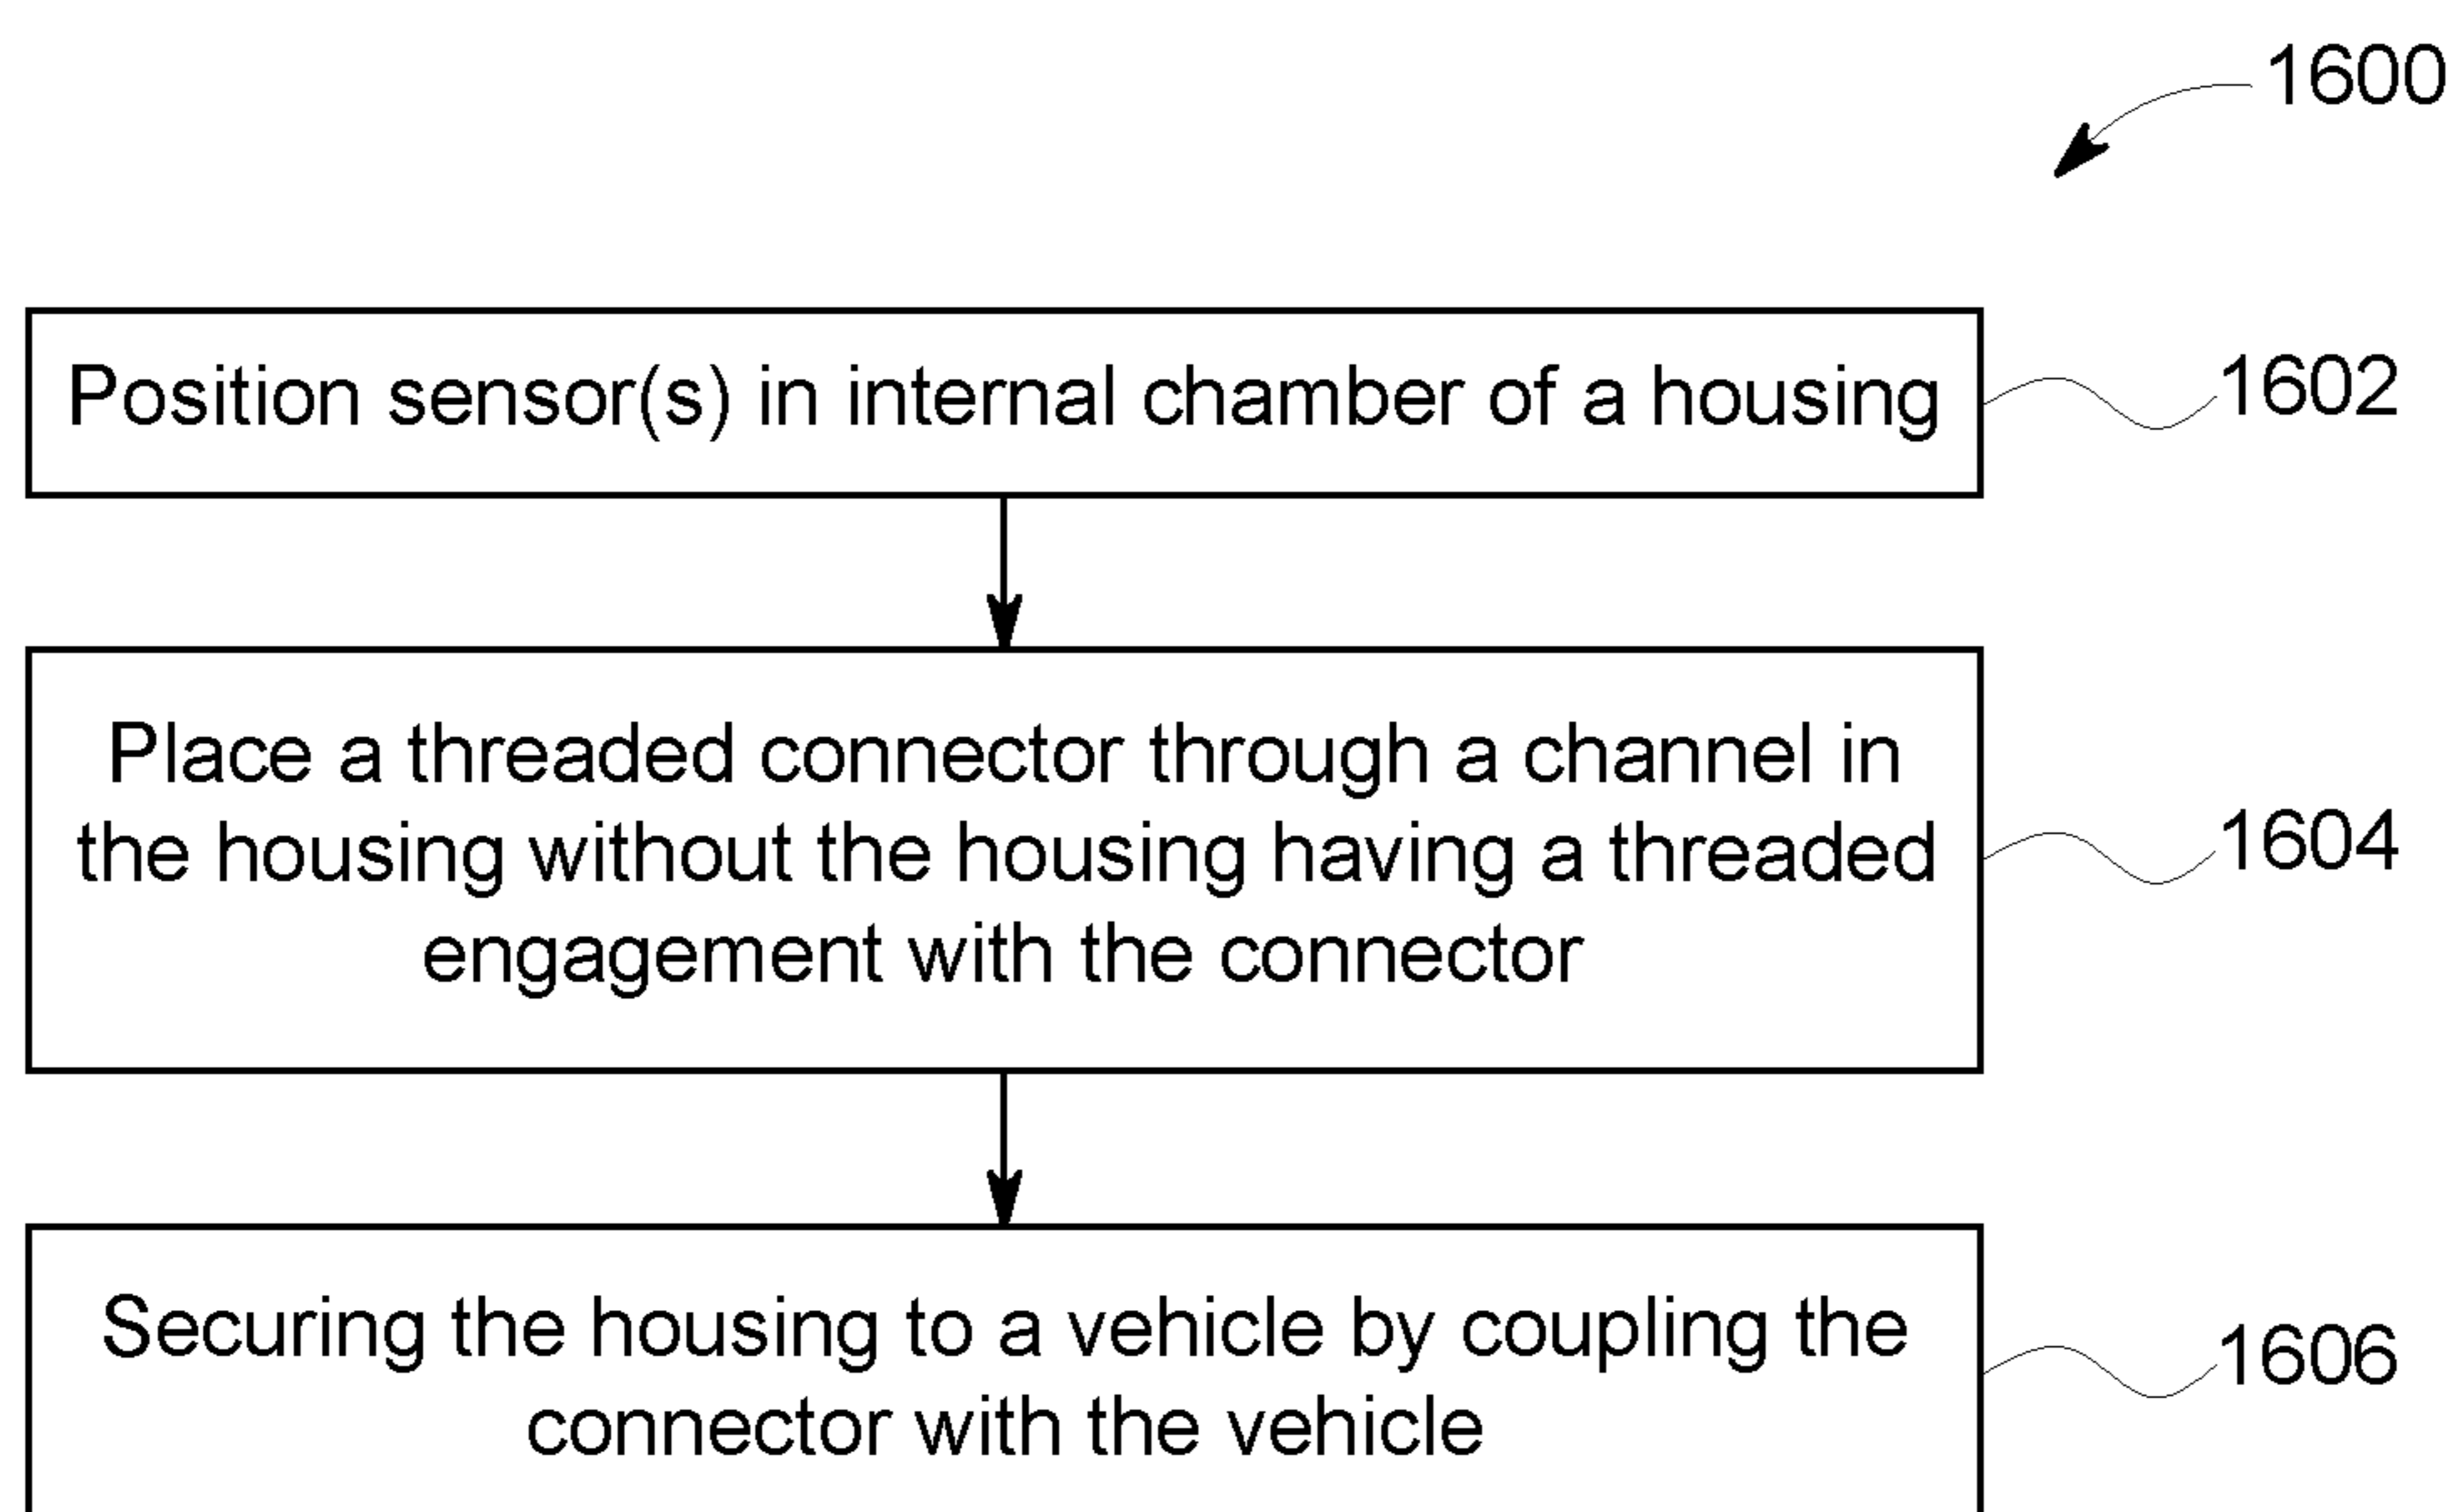 1600
Position sensor(s) in internal chamber of a housing
1602
Place a threaded connector through a channel in
the housing without the housing having a threaded
engagement with the connector
1604
Securing the housing to a vehicle by coupling the
connector with the vehicle
1606